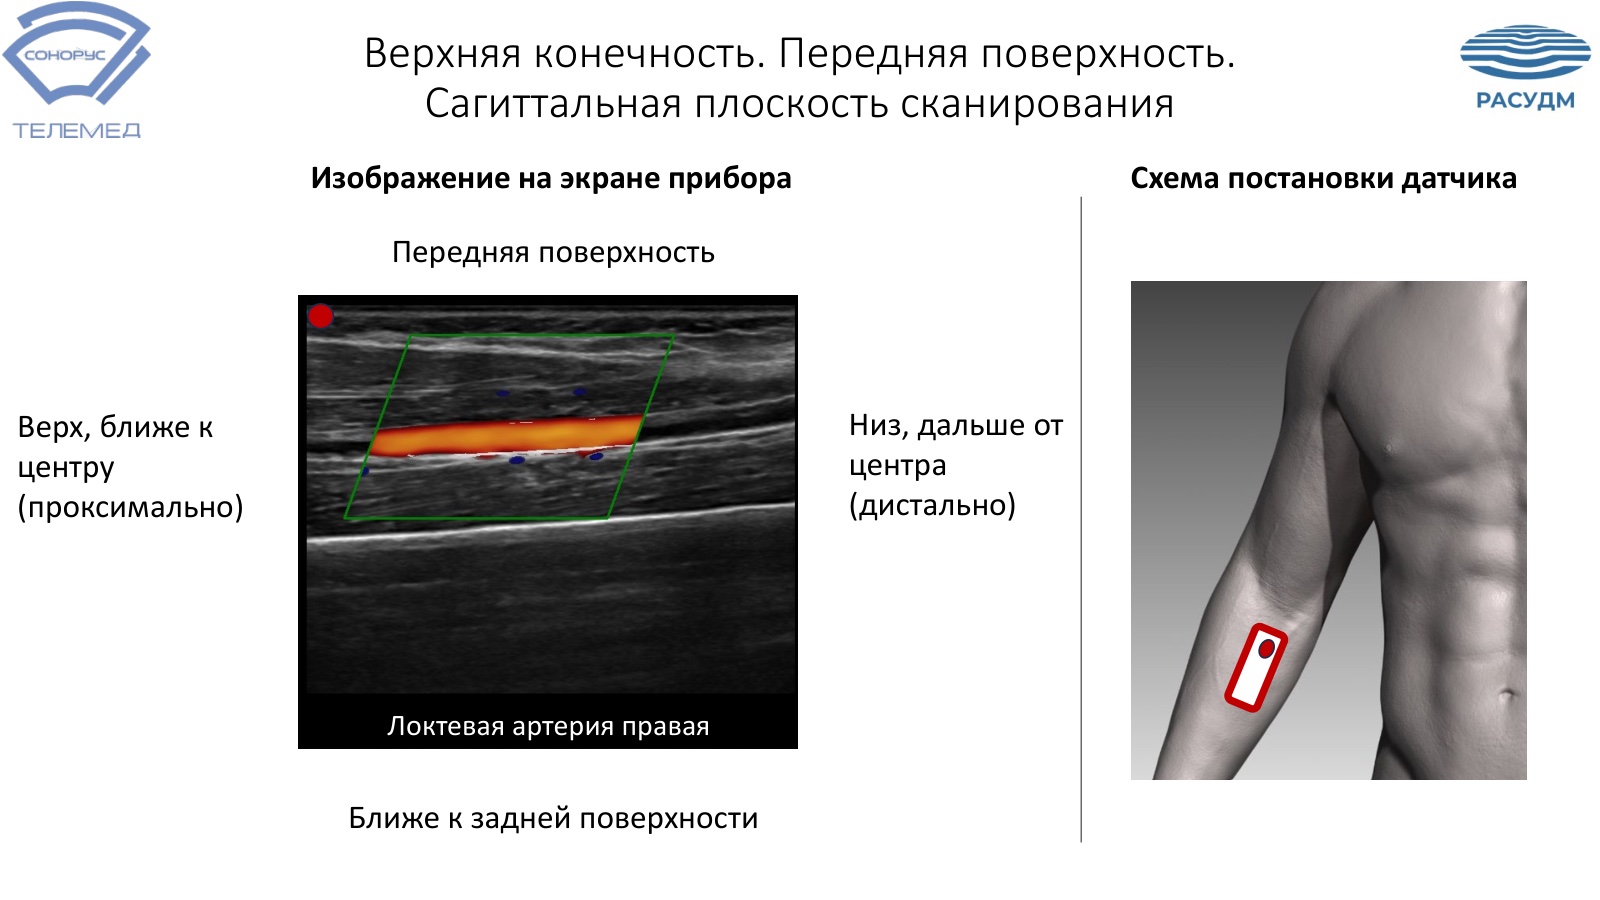 СОНОРУС
ТЕЛЕМЕД
Верхняя конечность. Передняя поверхность.
Сагиттальная плоскость сканирования
РАСУДМ
Изображение на экране прибора
Схема постановки датчика
Передняя поверхность
Верх, ближе к
центру
(проксимально)
Низ, дальше от
центра
(дистально)
Локтевая артерия правая
Ближе к задней поверхности